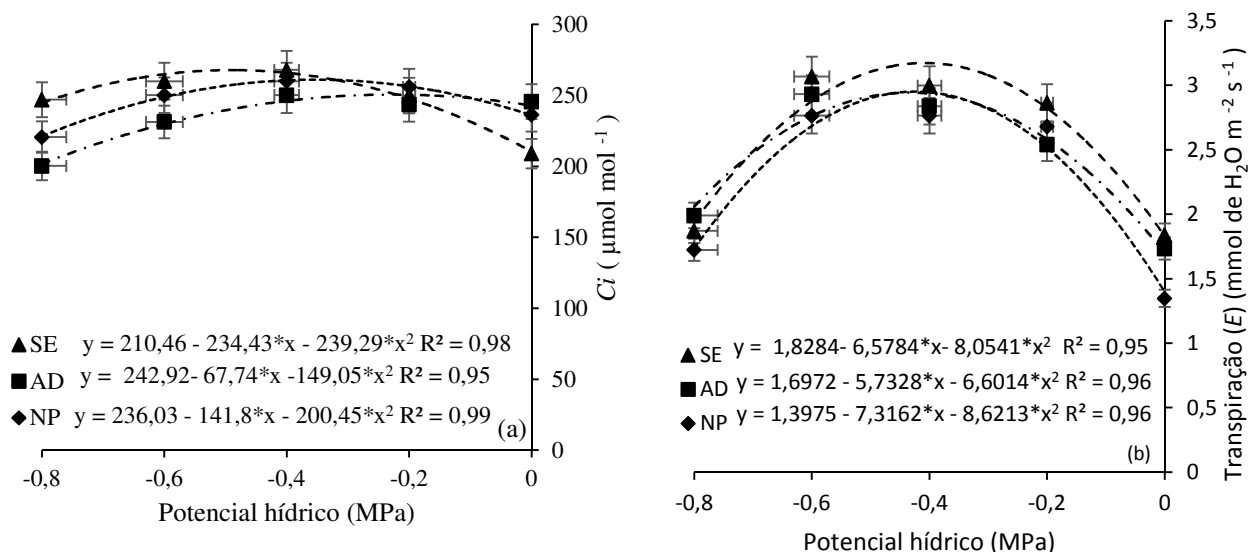 300
250
200
150
100
50
0
Ci ( µmol mol ⁻¹)
SE y = 210,46 - 234,43*x - 239,29*x² R² = 0,98
AD y = 242,92- 67,74*x -149,05*x² R² = 0,95
NP y = 236,03 - 141,8*x - 200,45*x² R² = 0,99
(a)
-0,8 -0,6 -0,4 -0,2 0
Potencial hídrico (MPa)
3,5
3
2,5
2
1,5
1
0,5
0
Transpiração (E) (mmol de H₂O m⁻² s⁻¹)
SE y = 1,8284- 6,5784*x- 8,0541*x² R² = 0,95
AD y = 1,6972 - 5,7328*x - 6,6014*x² R² = 0,96
NP y = 1,3975 - 7,3162*x - 8,6213*x² R² = 0,96
(b)
-0,8 -0,6 -0,4 -0,2 0
Potencial hídrico (MPa)